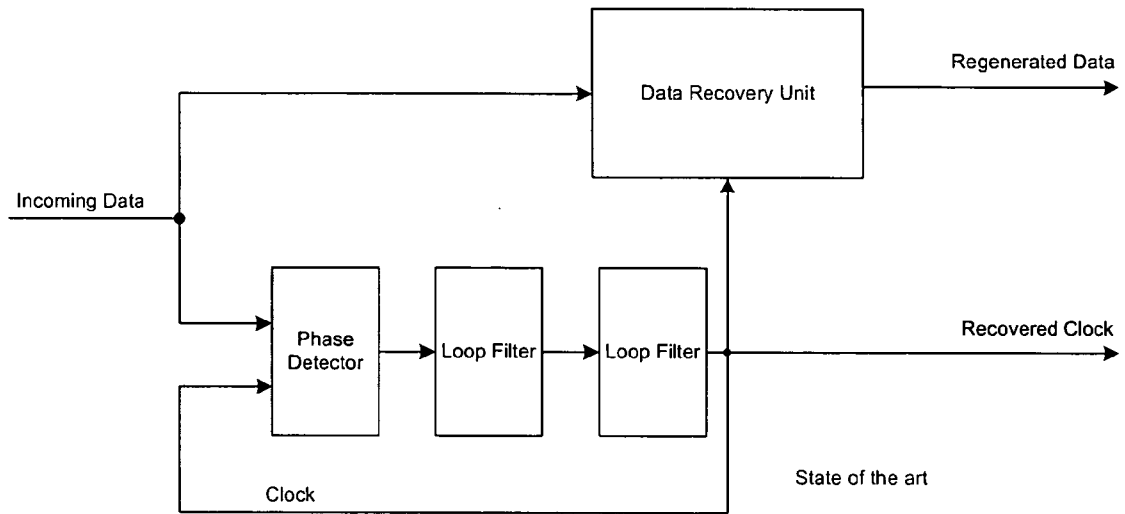 Regenerated Data
Data Recovery Unit
Incoming Data
Recovered Clock
Phase
Detector
Loop Filter
Loop Filter
State of the art
Clock